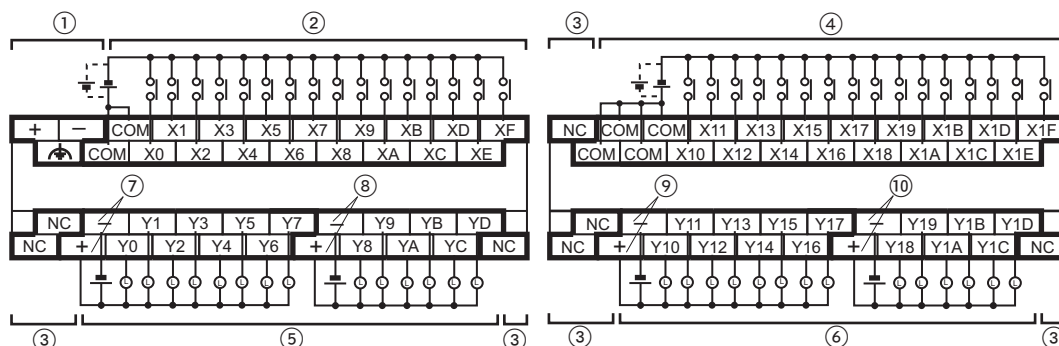 ① ② ③ ④
+ − COM X1 X3 X5 X7 X9 XB XD XF NC COM COM X11 X13 X15 X17 X19 X1B X1D X1F
COM X0 X2 X4 X6 X8 XA XC XE COM COM X10 X12 X14 X16 X18 X1A X1C X1E
⑦ ⑧ ⑨ ⑩
NC − Y1 Y3 Y5 Y7 − Y9 YB YD NC − Y11 Y13 Y15 Y17 − Y19 Y1B Y1D
NC + Y0 Y2 Y4 Y6 + Y8 YA YC NC NC + Y10 Y12 Y14 Y16 + Y18 Y1A Y1C NC
L L L L L L L L L L L L L L L L L L L L L L L L L L L L
③ ⑤ ③ ③ ⑥ ③